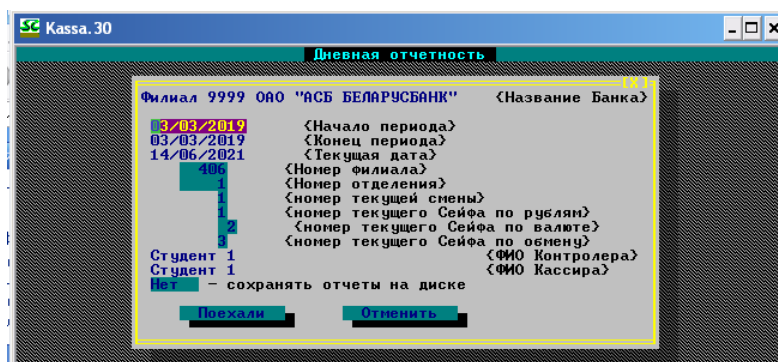 Kassa.30
Дневная отчетность
[X]
Филиал 9999 ОАО "АСБ БЕЛАРУСБАНК" {Название Банка}
03/03/2019 {Начало периода}
03/03/2019 {Конец периода}
14/06/2021 {Текущая дата}
406 {Номер филиала}
1 {Номер отделения}
1 {номер текущей смены}
1 {номер текущего Сейфа по рублям}
2 {номер текущего Сейфа по валюте}
3 {номер текущего Сейфа по обмену}
Студент 1 {ФИО Контролера}
Студент 1 {ФИО Кассира}
Нет - сохранять отчеты на диске
Поехали Отменить